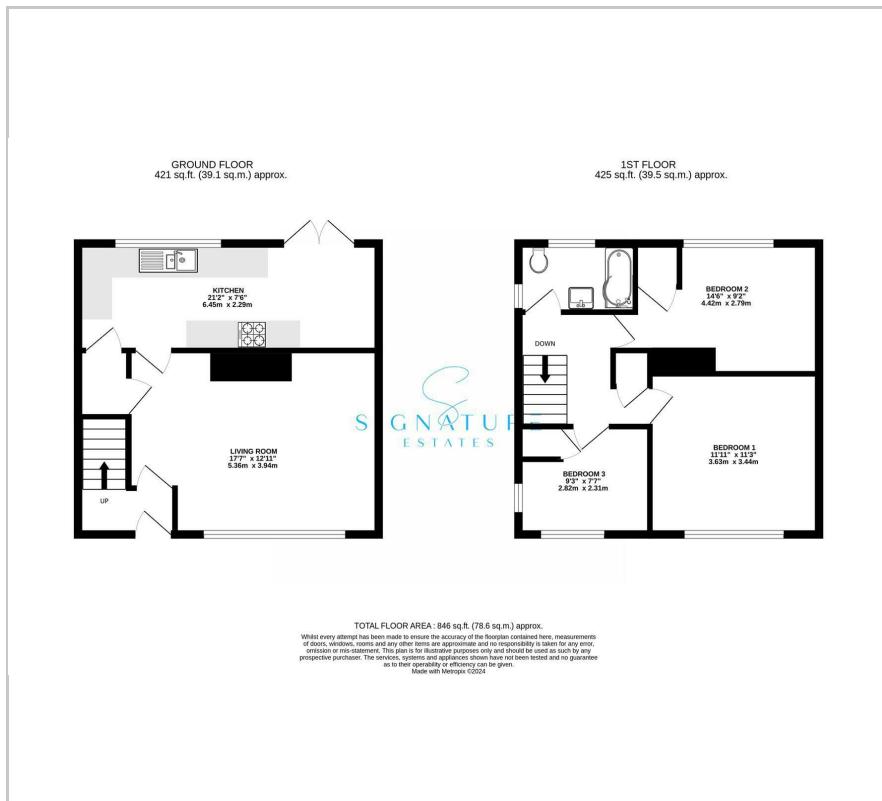 GROUND FLOOR
421 sq.ft. (39.1 sq.m.) approx.
1ST FLOOR
425 sq.ft. (39.5 sq.m.) approx.
KITCHEN
21'2" x 7'6"
6.45m x 2.29m
LIVING ROOM
17'7" x 12'11"
5.36m x 3.94m
UP
SIGNATURE
ESTATES
DOWN
BEDROOM 2
14'6" x 9'2"
4.42m x 2.79m
BEDROOM 1
11'11" x 11'3"
3.63m x 3.44m
BEDROOM 3
9'3" x 7'7"
2.82m x 2.31m
TOTAL FLOOR AREA : 846 sq.ft. (78.6 sq.m.) approx.
Whilst every attempt has been made to ensure the accuracy of the floorplan contained here, measurements
of doors, windows, rooms and any other items are approximate and no responsibility is taken for any error,
omission or mis-statement. This plan is for illustrative purposes only and should be used as such by any
prospective purchaser. The services, systems and appliances shown have not been tested and no guarantee
as to their operability or efficiency can be given.
Made with Metropix ©2024